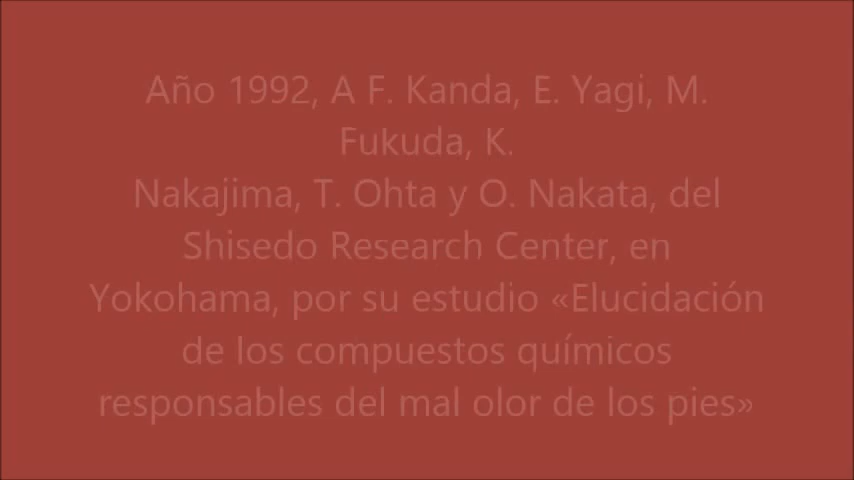 Año 1992, A F. Kanda, E. Yagi, M.
Fukuda, K.
Nakajima, T. Ohta y O. Nakata, del
Shisedo Research Center, en
Yokohama, por su estudio «Elucidación
de los compuestos químicos
responsables del mal olor de los pies»